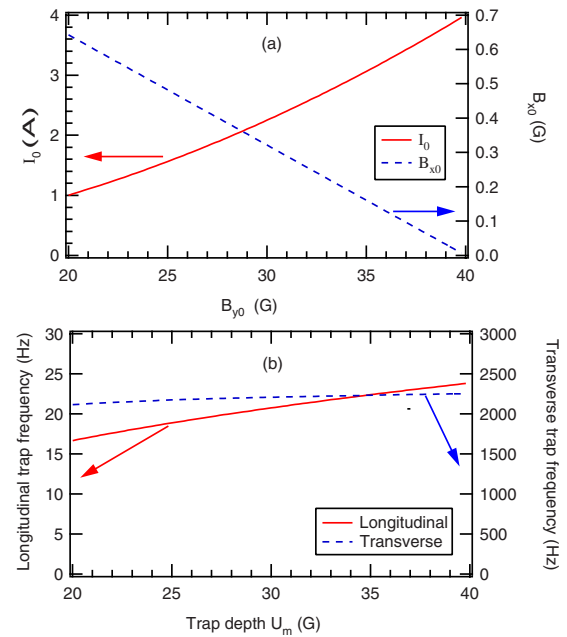 4
3
2
1
0
I0 (A)
(a)
0.7
0.6
0.5
0.4
0.3
0.2
0.1
0.0
Bx0 (G)
I0
Bx0
20
25
30
35
40
By0 (G)
30
25
20
15
10
5
0
Longitudinal trap frequency (Hz)
(b)
3000
2500
2000
1500
1000
500
0
Transverse trap frequency
(Hz)
Longitudinal
Transverse
20
25
30
35
40
Trap depth Um (G)